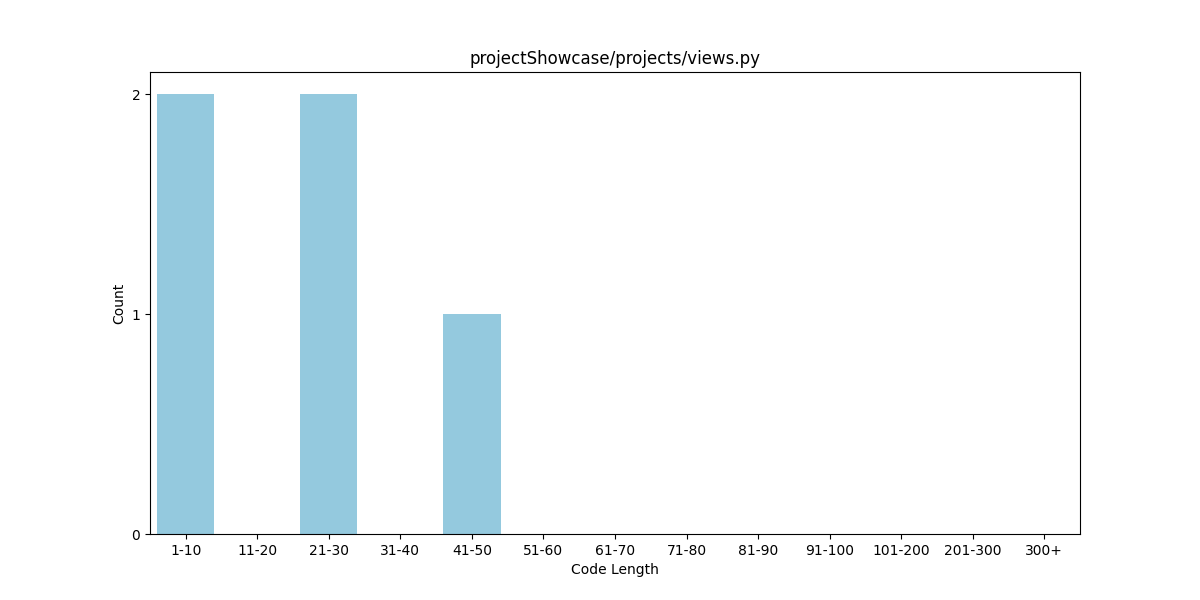 projectShowcase/projects/views.py
Count
2
1
0
1-10 11-20 21-30 31-40 41-50 51-60 61-70 71-80 81-90 91-100 101-200 201-300 300+
Code Length